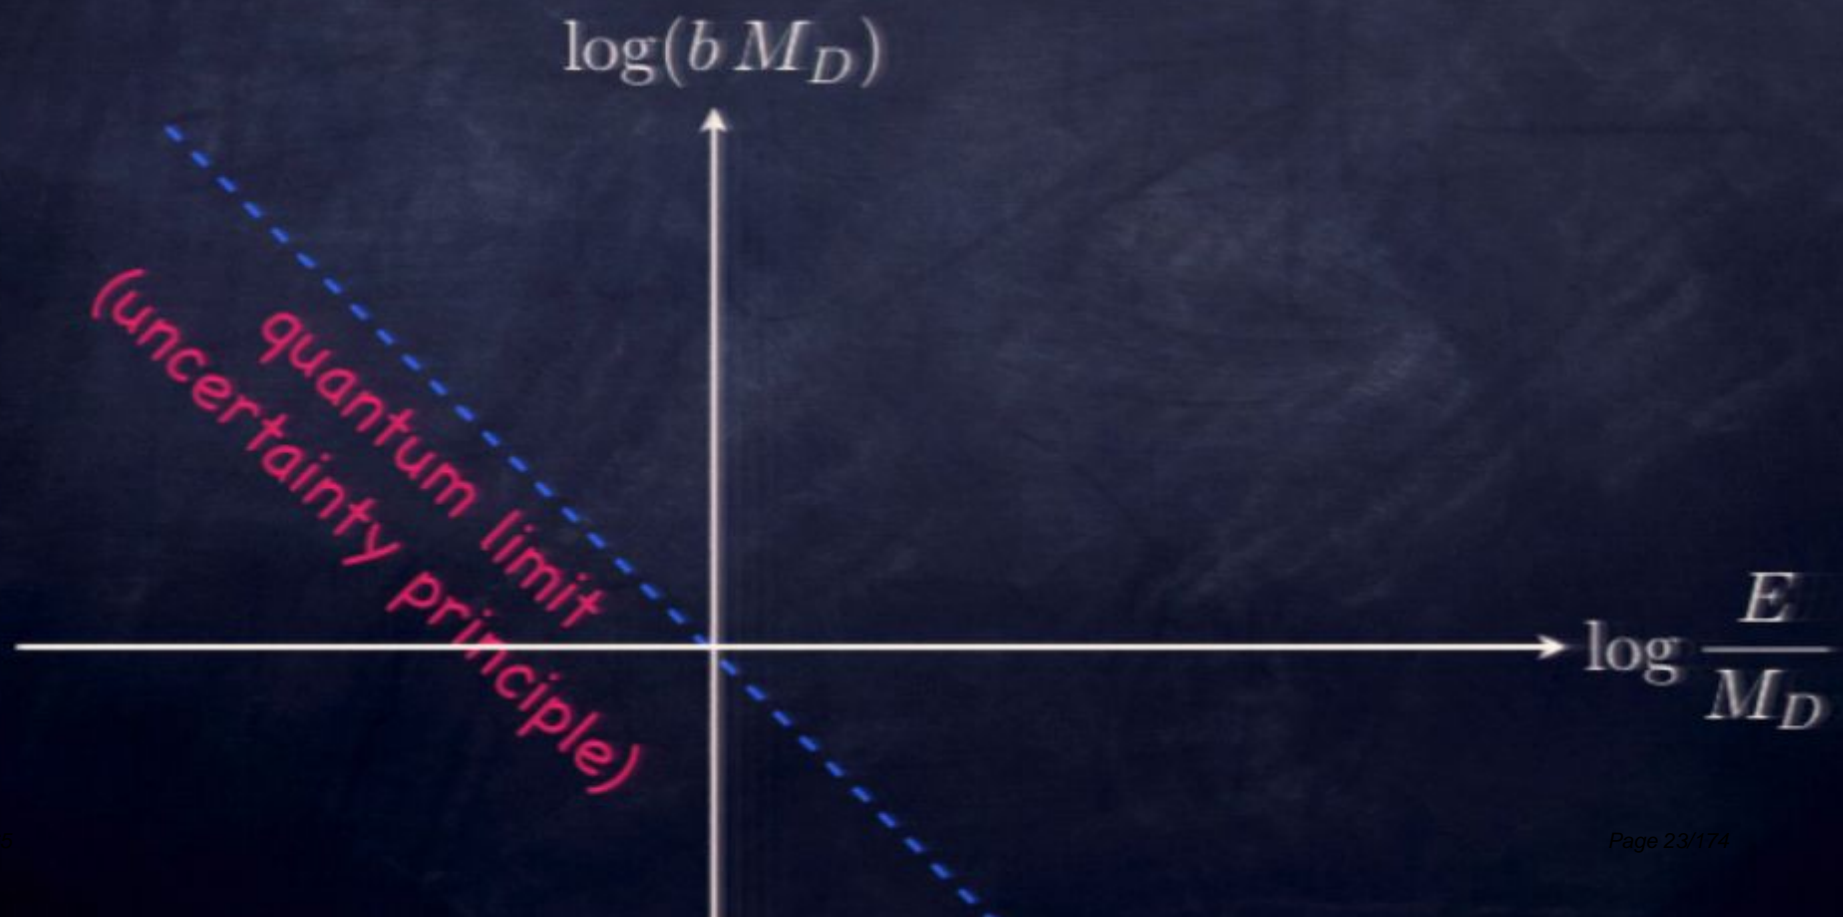 log(b M_D)
quantum limit
(uncertainty principle)
log E/M_D
Page 23/174